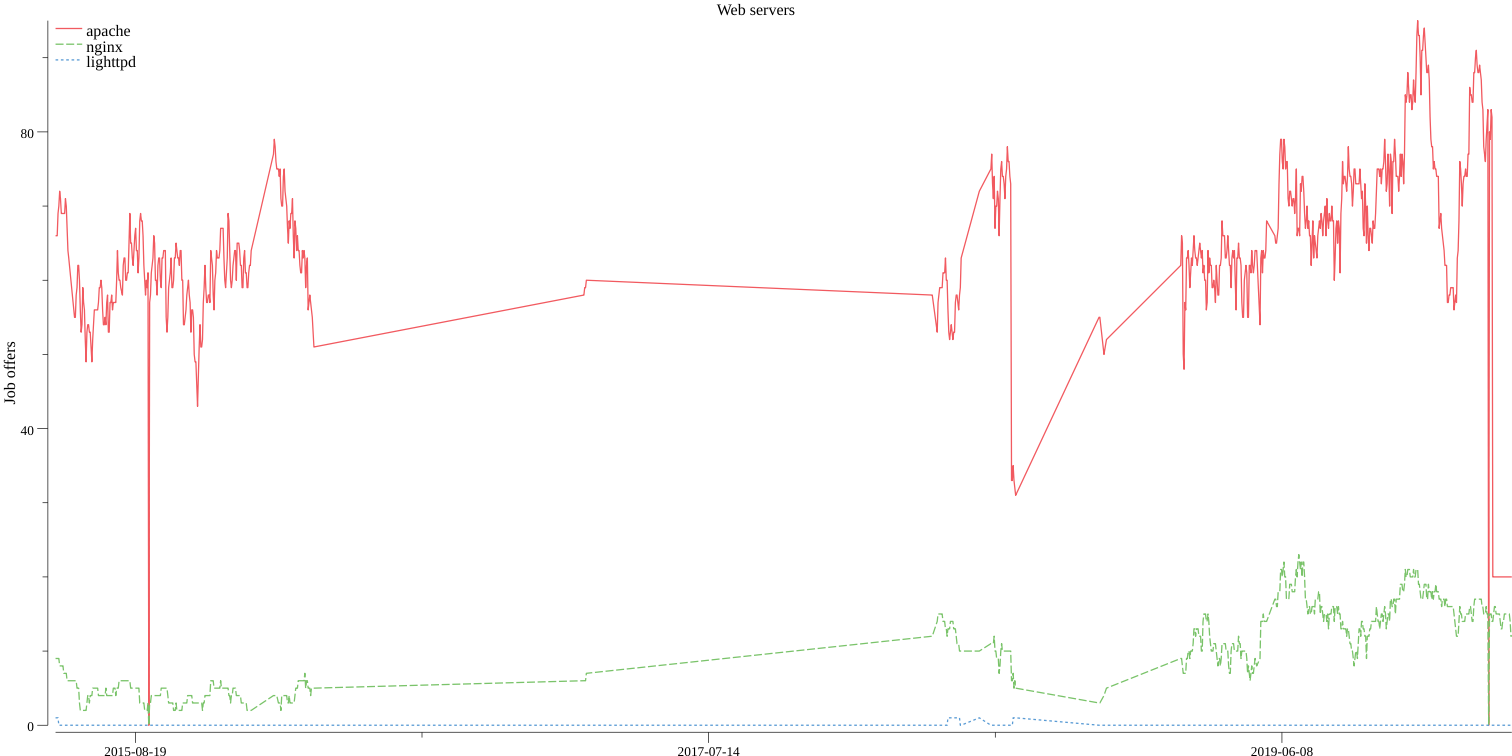 Web servers
apache
nginx
lighttpd
80
40
0
Job offers
2015-08-19
2017-07-14
2019-06-08